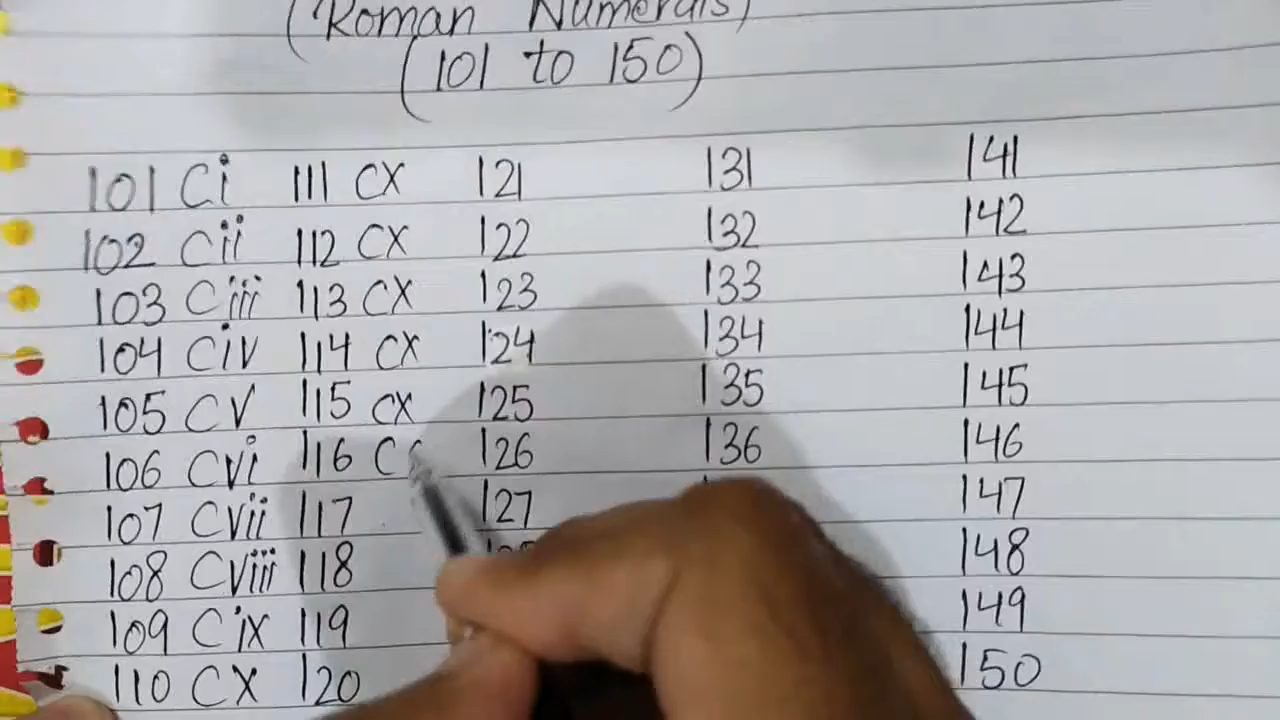 (Roman Numerals)
(101 to 150)
101 Ci 111 CX 121 131 141
102 Cii 112 CX 122 132 142
103 Ciii 113 CX 123 133 143
104 Civ 114 CX 124 134 144
105 CV 115 CX 125 135 145
106 CVi 116 C 126 136 146
107 CVii 117 127 147
108 CViii 118 148
109 Cix 119 149
110 CX 120 150